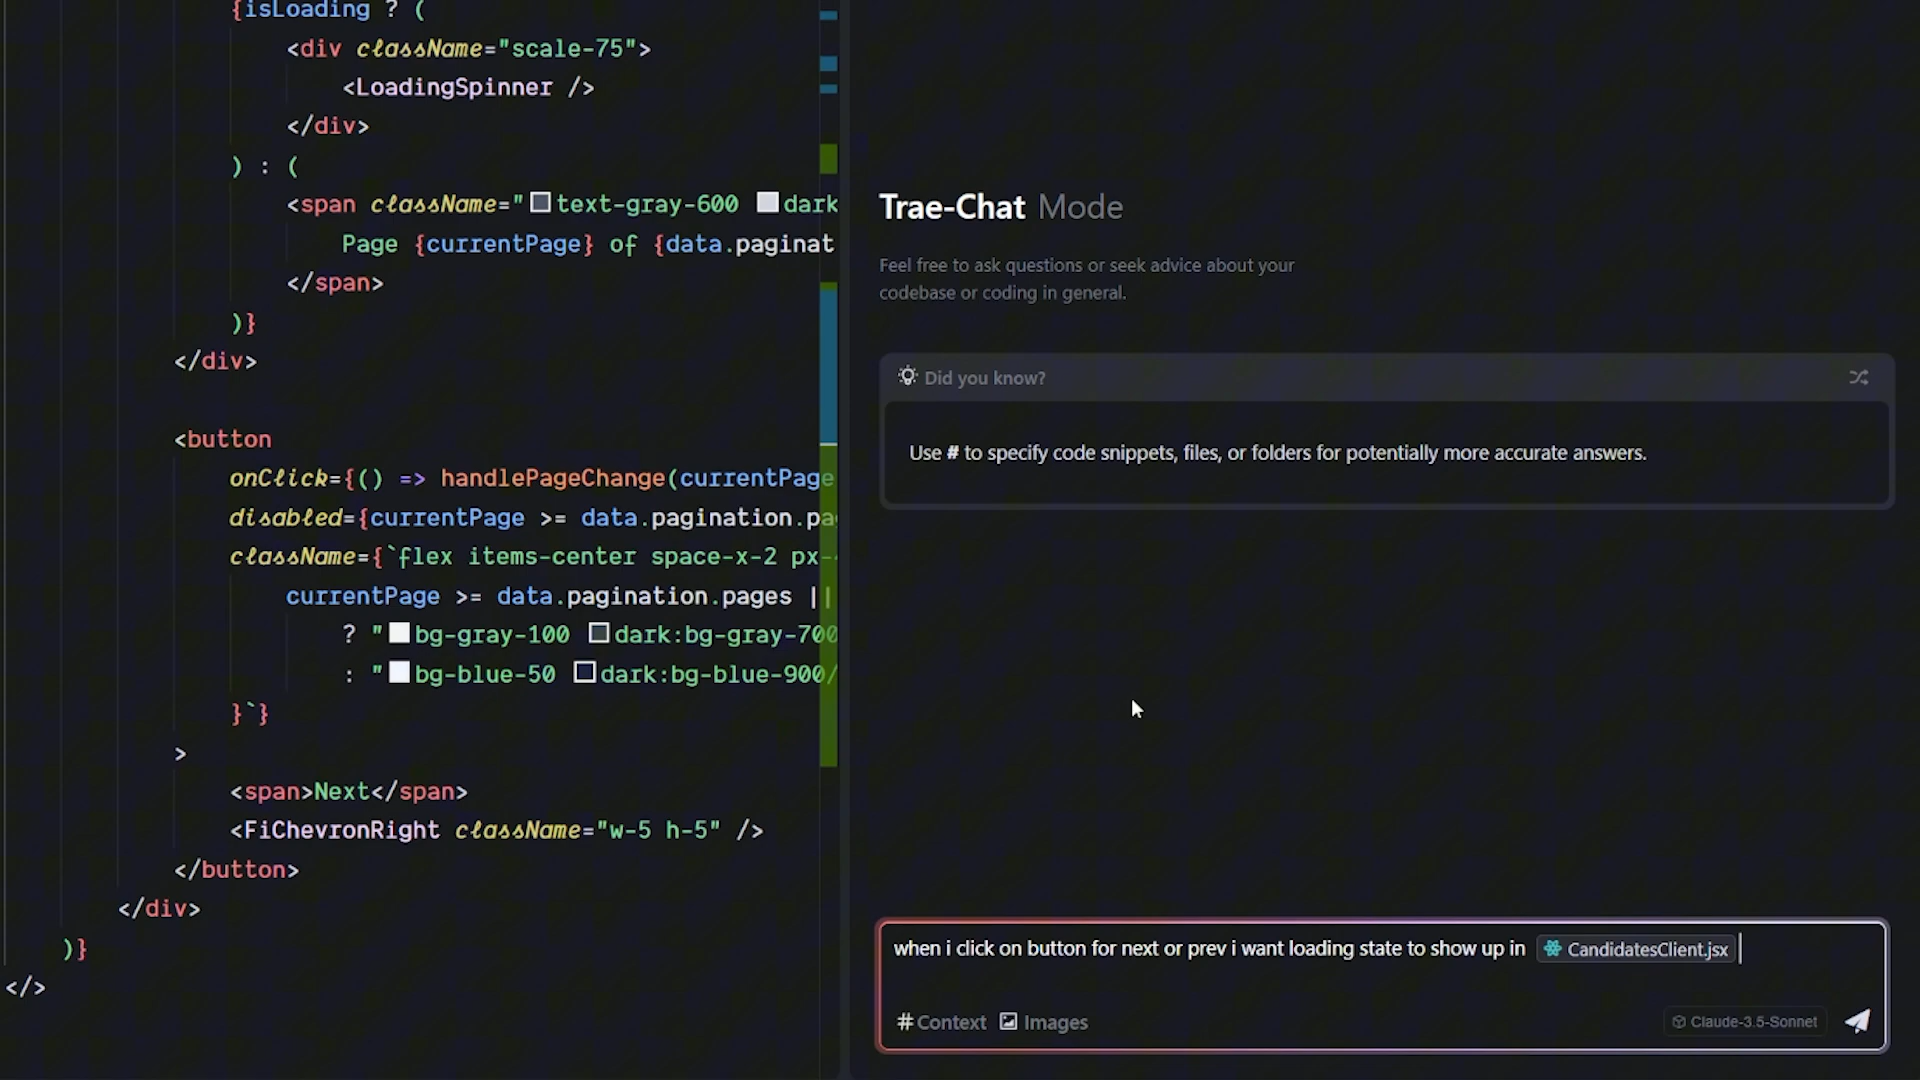 {isLoading ? (
<div className="scale-75">
<LoadingSpinner />
</div>
) : (
<span className="text-gray-600 dark
Page {currentPage} of {data.paginat
</span>
)}
</div>
<button
onClick={() => handlePageChange(currentPage
disabled={currentPage >= data.pagination.pa
className={`flex items-center space-x-2 px-
currentPage >= data.pagination.pages ||
? "bg-gray-100 dark:bg-gray-700
: "bg-blue-50 dark:bg-blue-900/
}`}
>
<span>Next</span>
<FiChevronRight className="w-5 h-5" />
</button>
</div>
)}
</>
Trae-Chat Mode
Feel free to ask questions or seek advice about your
codebase or coding in general.
Did you know?
Use # to specify code snippets, files, or folders for potentially more accurate answers.
when i click on button for next or prev i want loading state to show up in CandidatesClient.jsx
# Context Images
Claude-3.5-Sonnet